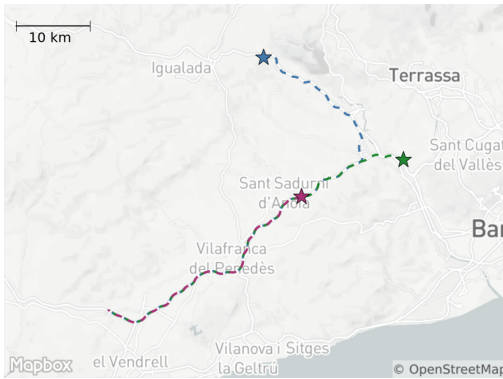 10 km
Igualada
Terrassa
Sant Cugat
del Vallès
Sant Sadurní
d'Anoia
Bar
Vilafranca
del Penedès
Vilanova i
la Geltrú
Sitges
el Vendrell
Mapbox
© OpenStreetMap